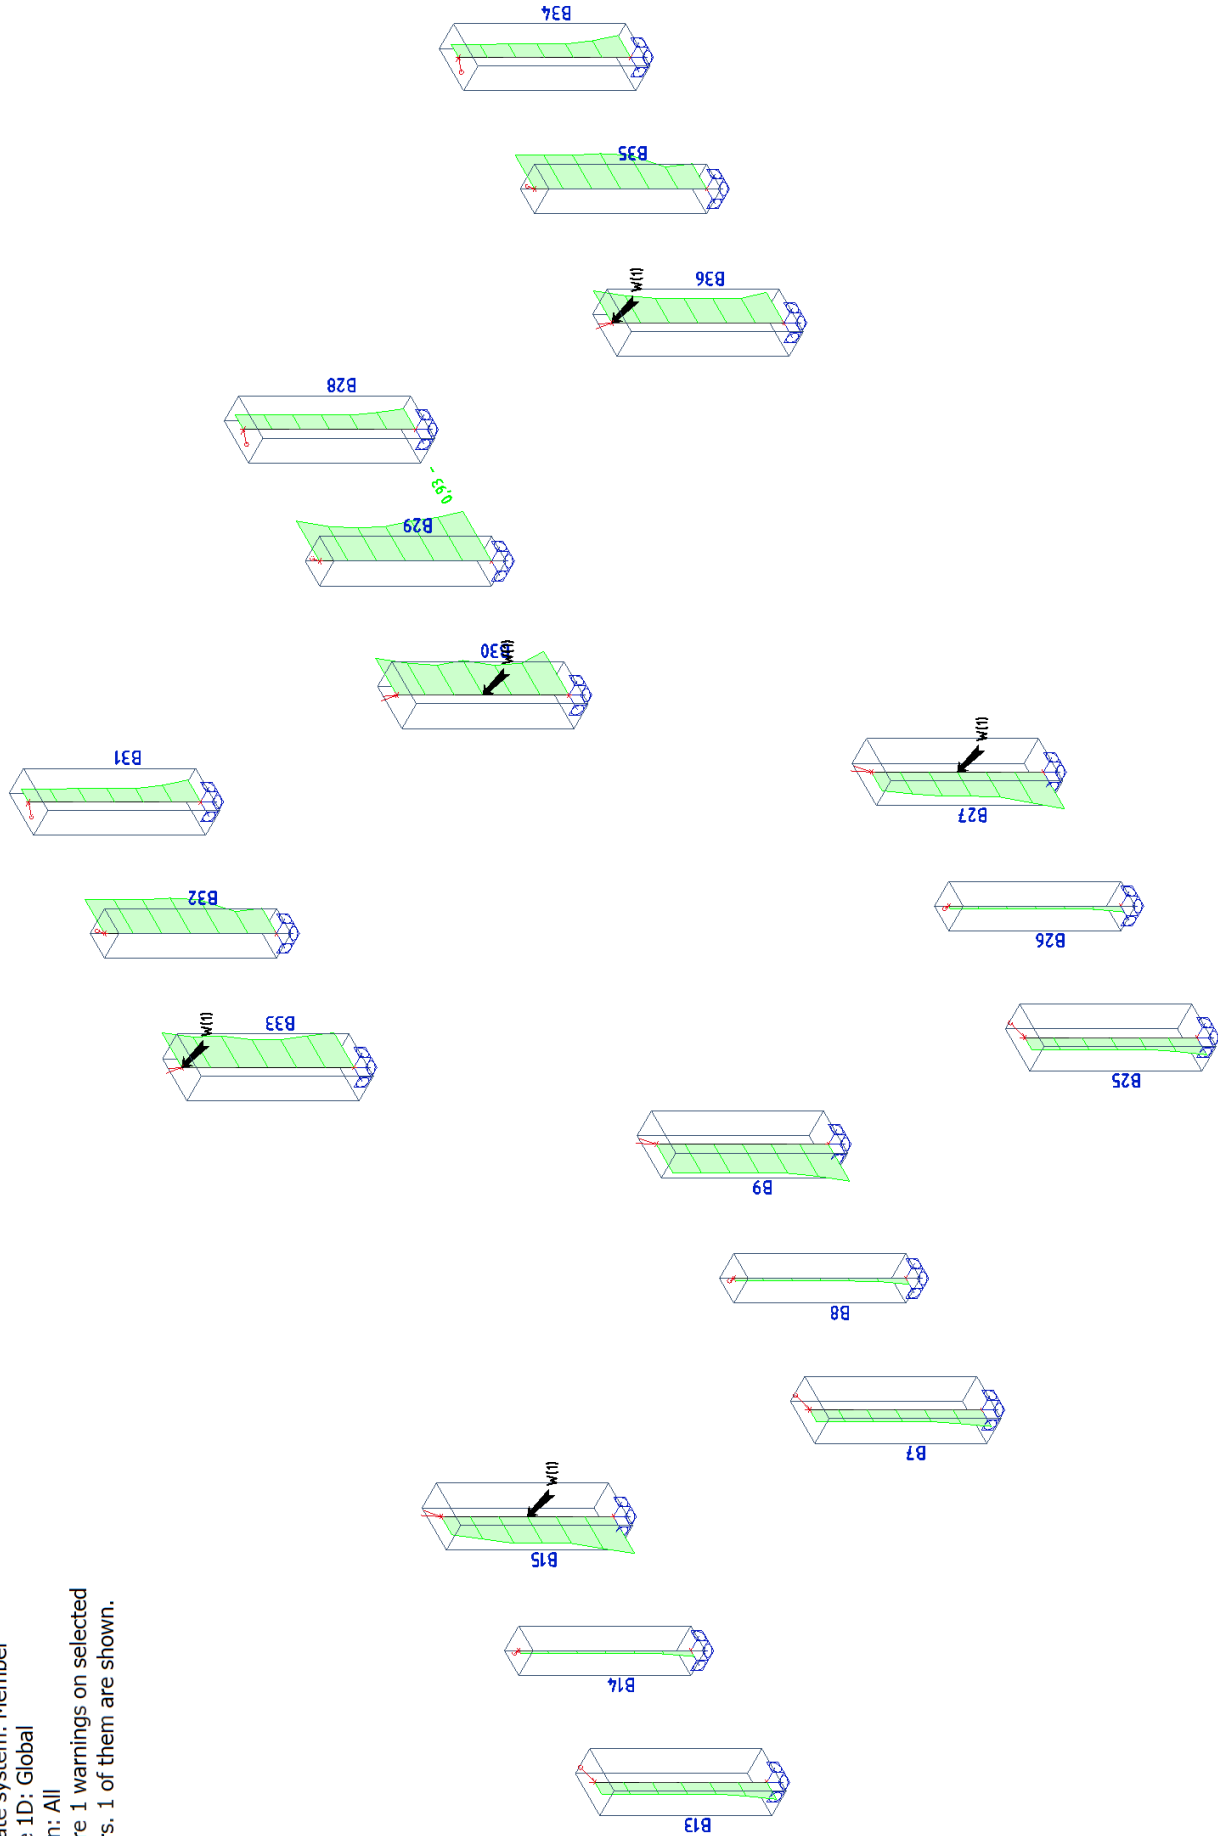 B34
B35
W(1)
B36
B28
0,93
B29
B30
W(1)
B31
W(1)
B27
B32
B26
W(1)
B33
B25
B9
B8
B7
W(1)
B15
B14
B13
ate system: Member
e 1D: Global
n: All
re 1 warnings on selected
rs. 1 of them are shown.